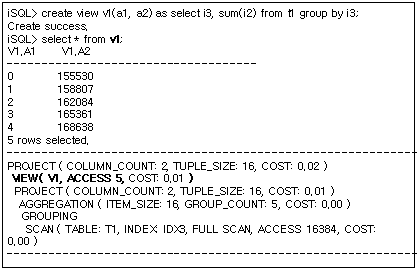 iSQL> create view v1(a1, a2) as select i3, sum(i2) from t1 group by i3;
Create success,
iSQL> select * from v1;
V1,A1 V1,A2
------------------------------------
0 155530
1 158807
2 162084
3 165361
4 168638
5 rows selected,
------------------------------------------------------------
PROJECT ( COLUMN_COUNT: 2, TUPLE_SIZE: 16, COST: 0,02 )
VIEW ( V1, ACCESS 5, COST: 0,01 )
PROJECT ( COLUMN_COUNT: 2, TUPLE_SIZE: 16, COST: 0,01 )
AGGREGATION ( ITEM_SIZE: 16, GROUP_COUNT: 5, COST: 0,00 )
GROUPING
SCAN ( TABLE: T1, INDEX IDX3, FULL SCAN, ACCESS 16384, COST:
0,00 )
------------------------------------------------------------